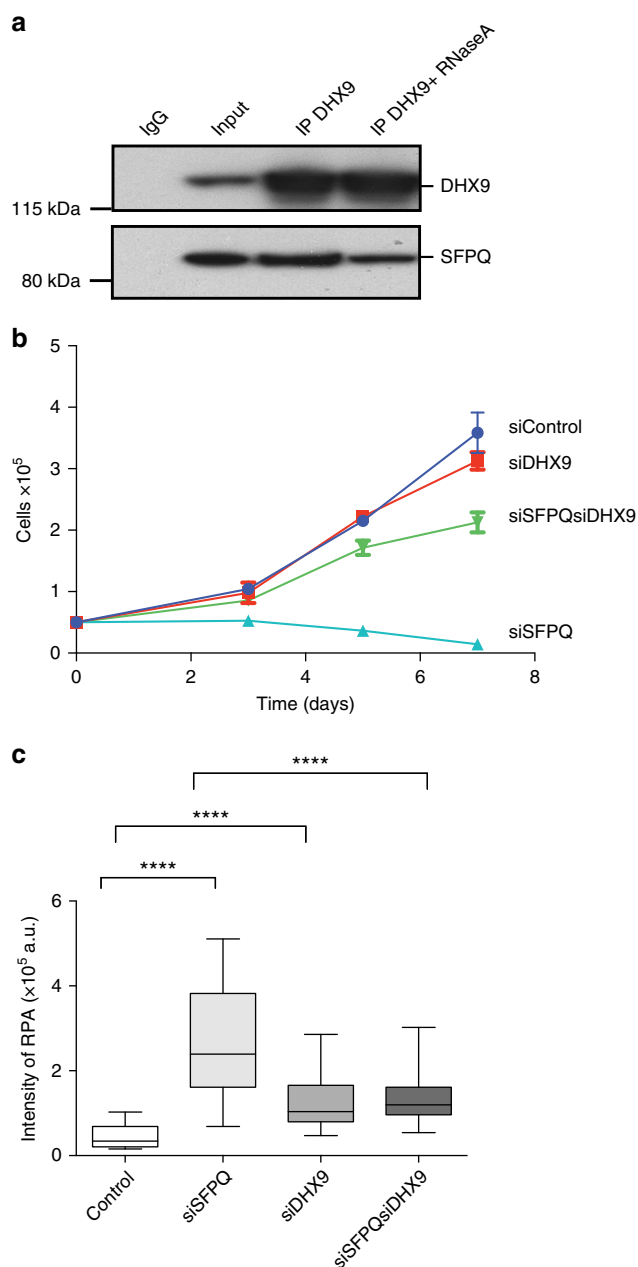 a
IgG
Input
IP DHX9
IP DHX9+ RNaseA
DHX9
115 kDa
SFPQ
80 kDa
b
5
4
3
2
1
0
Cells ×10⁵
0 2 4 6 8
Time (days)
siControl
siDHX9
siSFPQsiDHX9
siSFPQ
c
****
****
****
6
4
2
0
Intensity of RPA (×10⁵ a.u.)
Control
siSFPQ
siDHX9
siSFPQsiDHX9